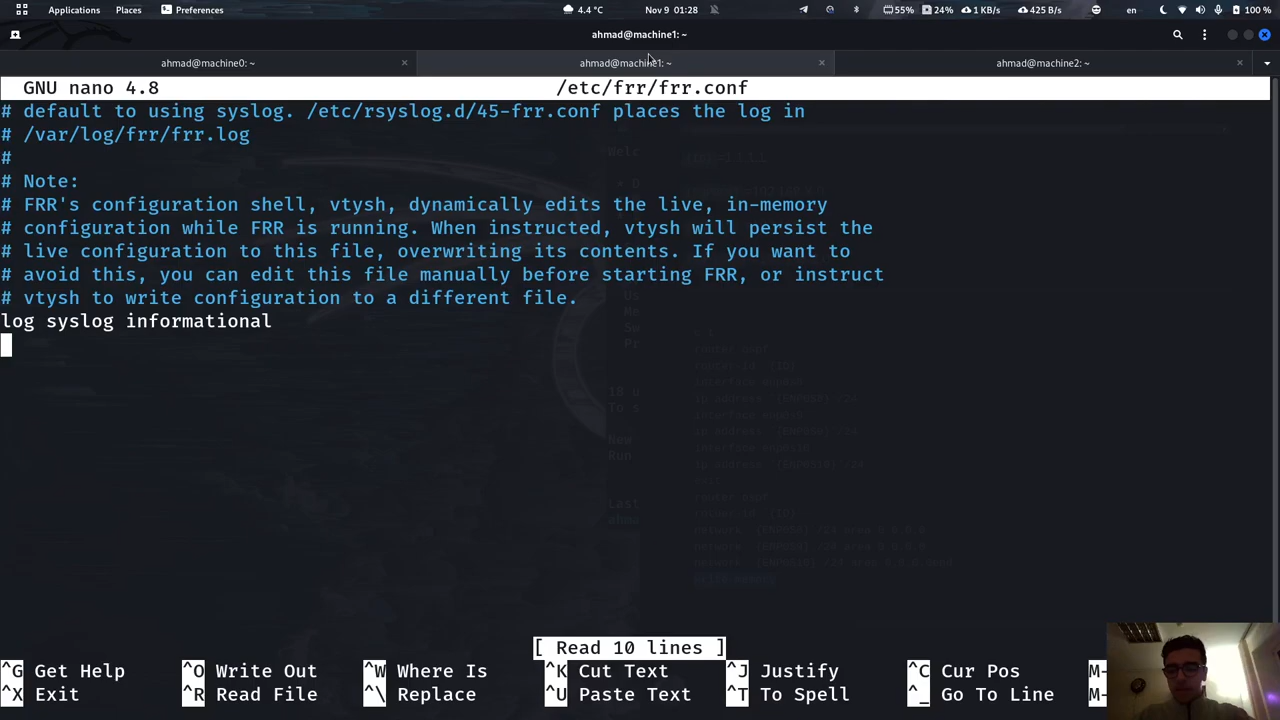 Applications Places Preferences 4.4 °C Nov 9 01:28 55% 24% 1 KB/s 425 B/s en 100 %
ahmad@machine1: ~
ahmad@machine0: ~ ahmad@machine1: ~ ahmad@machine2: ~
GNU nano 4.8 /etc/frr/frr.conf
# default to using syslog. /etc/rsyslog.d/45-frr.conf places the log in
# /var/log/frr/frr.log
#
# Note:
# FRR's configuration shell, vtysh, dynamically edits the live, in-memory
# configuration while FRR is running. When instructed, vtysh will persist the
# live configuration to this file, overwriting its contents. If you want to
# avoid this, you can edit this file manually before starting FRR, or instruct
# vtysh to write configuration to a different file.
log syslog informational
[ Read 10 lines ]
^G Get Help ^O Write Out ^W Where Is ^K Cut Text ^J Justify ^C Cur Pos M-
^X Exit ^R Read File ^\ Replace ^U Paste Text ^T To Spell ^_ Go To Line M-